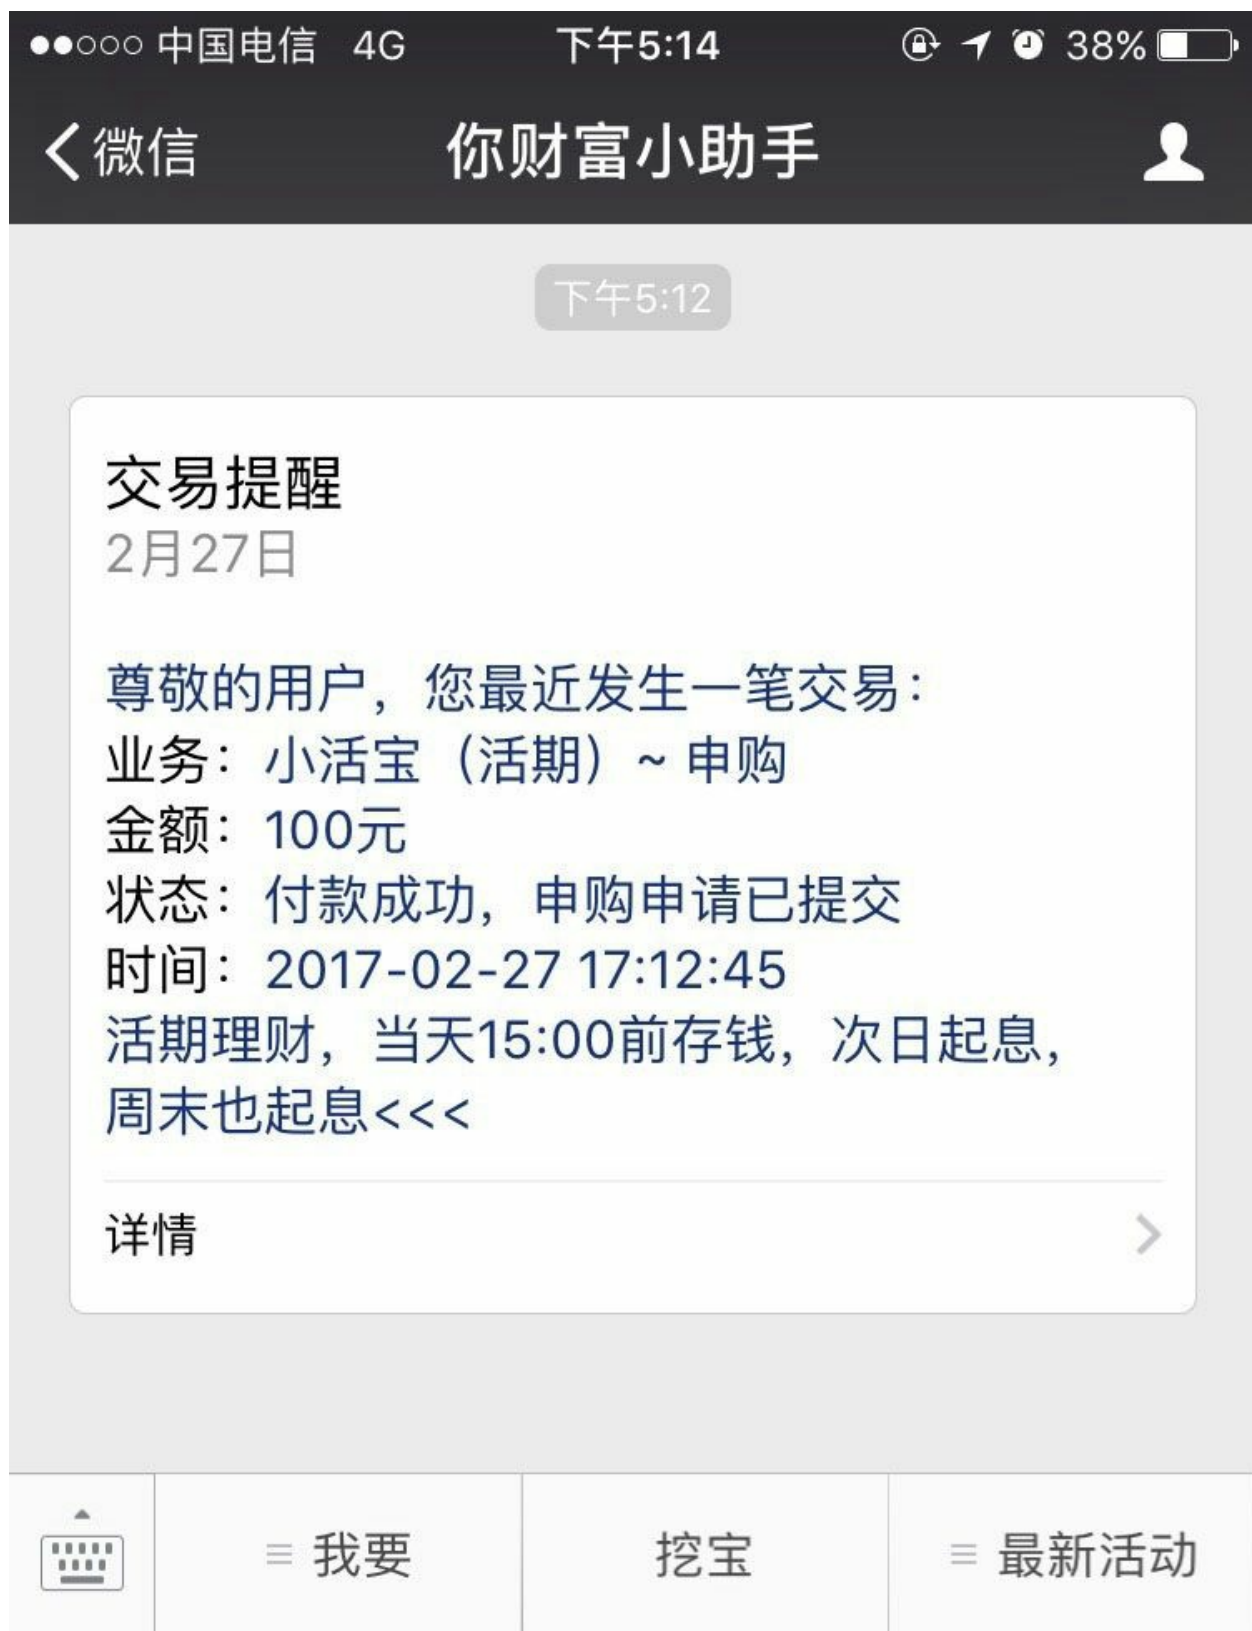 中国电信 4G 下午5:14 38%
微信 你财富小助手
下午5:12
交易提醒
2月27日
尊敬的用户，您最近发生一笔交易：
业务：小活宝（活期）~ 申购
金额：100元
状态：付款成功，申购申请已提交
时间：2017-02-27 17:12:45
活期理财，当天15:00前存钱，次日起息，
周末也起息<<<
详情
我要 挖宝 最新活动